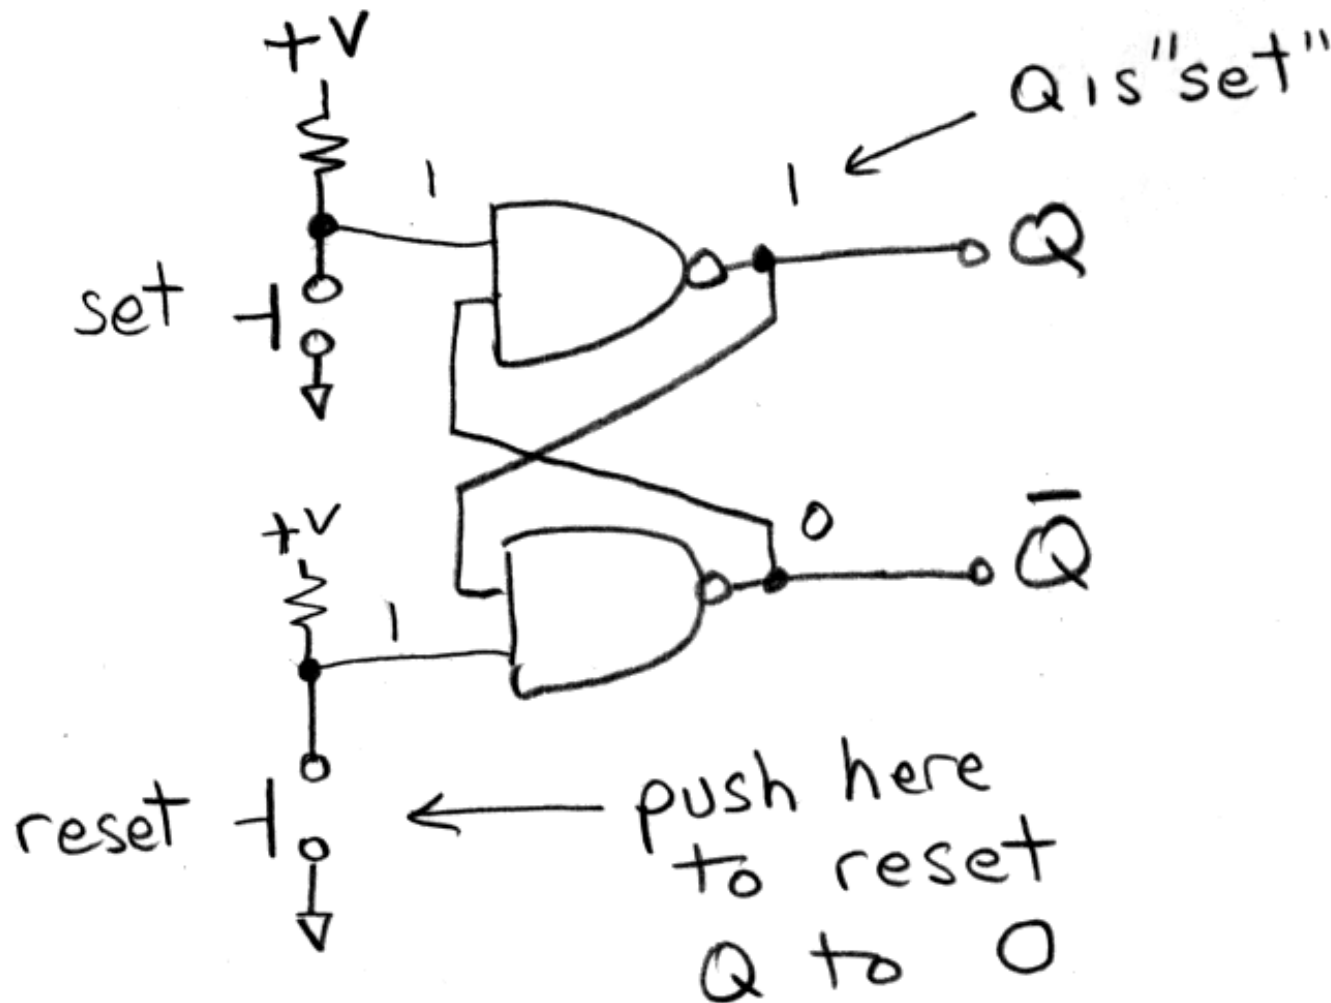 +V
Q is "set"
1
1
Q
set
+V
0
Q̅
1
reset
push here
to reset
Q to 0